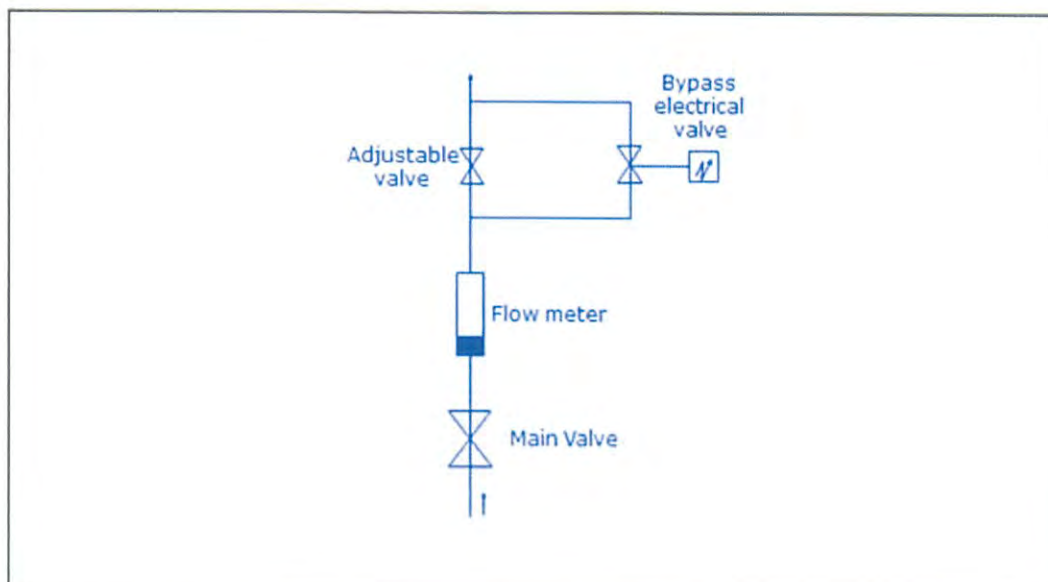 Bypass
electrical
valve
Adjustable
valve
Flow meter
Main Valve